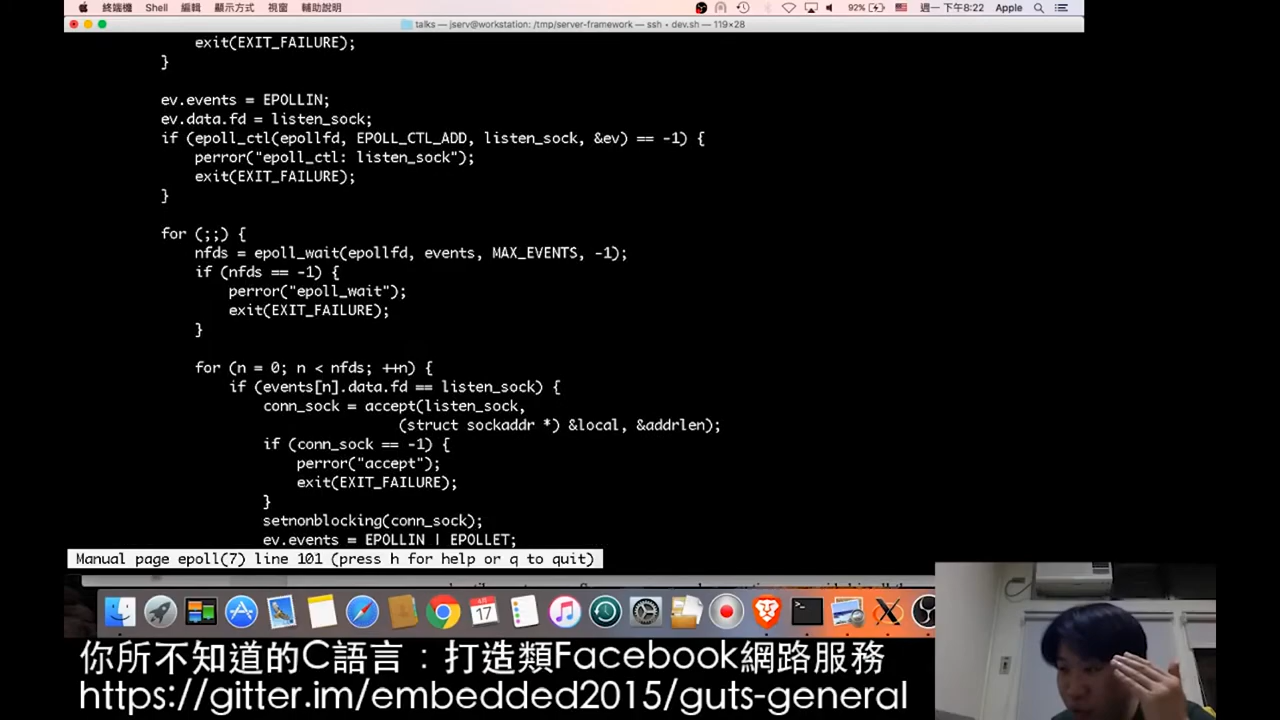 終端機 Shell 編輯 顯示方式 視窗 輔助說明 92% 週一下午8:22 Apple
talks — jserv@workstation: /tmp/server-framework — ssh • dev.sh — 119×28
exit(EXIT_FAILURE);
}
ev.events = EPOLLIN;
ev.data.fd = listen_sock;
if (epoll_ctl(epollfd, EPOLL_CTL_ADD, listen_sock, &ev) == -1) {
perror("epoll_ctl: listen_sock");
exit(EXIT_FAILURE);
}
for (;;) {
nfds = epoll_wait(epollfd, events, MAX_EVENTS, -1);
if (nfds == -1) {
perror("epoll_wait");
exit(EXIT_FAILURE);
}
for (n = 0; n < nfds; ++n) {
if (events[n].data.fd == listen_sock) {
conn_sock = accept(listen_sock,
(struct sockaddr *) &local, &addrlen);
if (conn_sock == -1) {
perror("accept");
exit(EXIT_FAILURE);
}
setnonblocking(conn_sock);
ev.events = EPOLLIN | EPOLLET;
Manual page epoll(7) line 101 (press h for help or q to quit)
17
你所不知道的C語言：打造類Facebook網路服務
https://gitter.im/embedded2015/guts-general